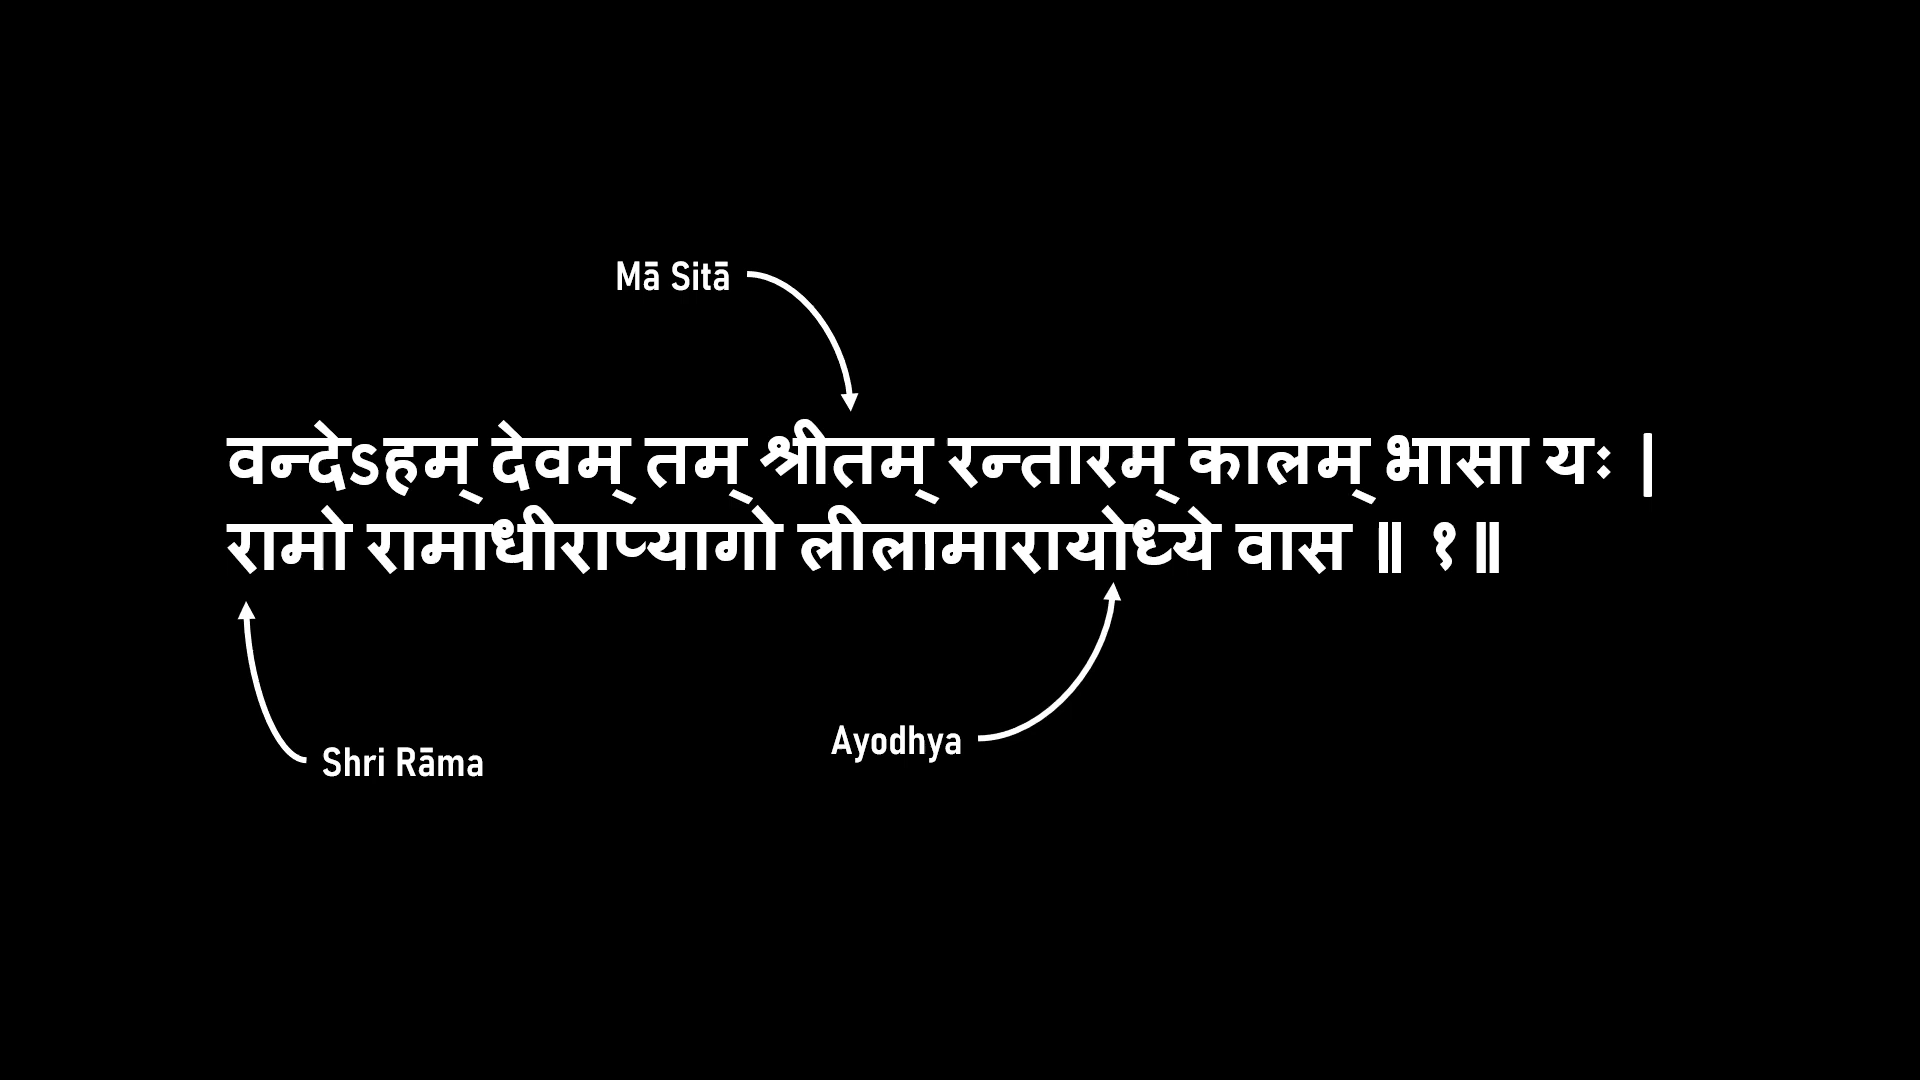 Mā Sitā
वन्देऽहम् देवम् तम् श्रीतम् रन्तारम् कालम् भासा यः |
रामो रामाधीराप्यागो लीलामारायोध्ये वास ॥ १॥
Ayodhya
Shri Rāma